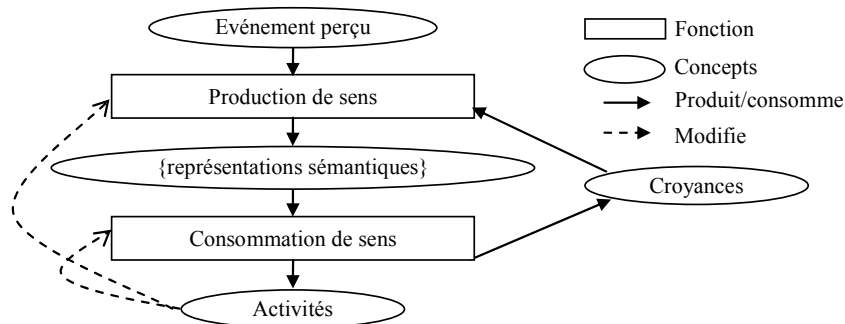 Evénement perçu
Production de sens
{représentations sémantiques}
Consommation de sens
Activités
Croyances
Fonction
Concepts
Produit/consomme
Modifie